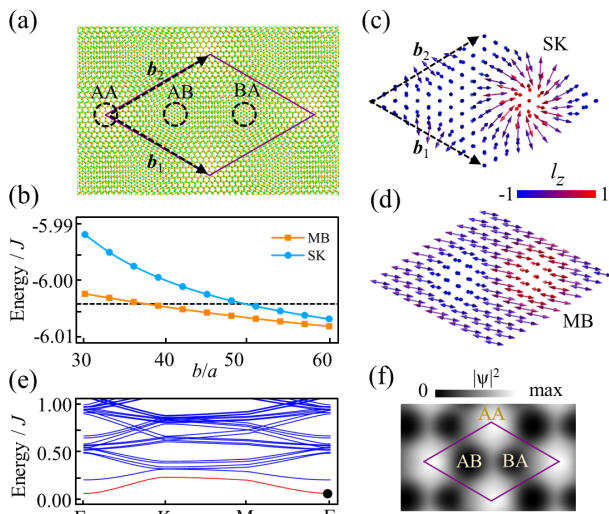 (a)
b2
AA
AB
BA
b1
(b)
-5.99
-6.00
-6.01
Energy / J
MB
SK
30
40
50
60
b/a
(c)
b2
SK
b1
lz
-1
1
(d)
MB
(e)
1.00
0.50
0.00
Energy / J
K
M
(f)
|ψ|²
0
max
AA
AB
BA